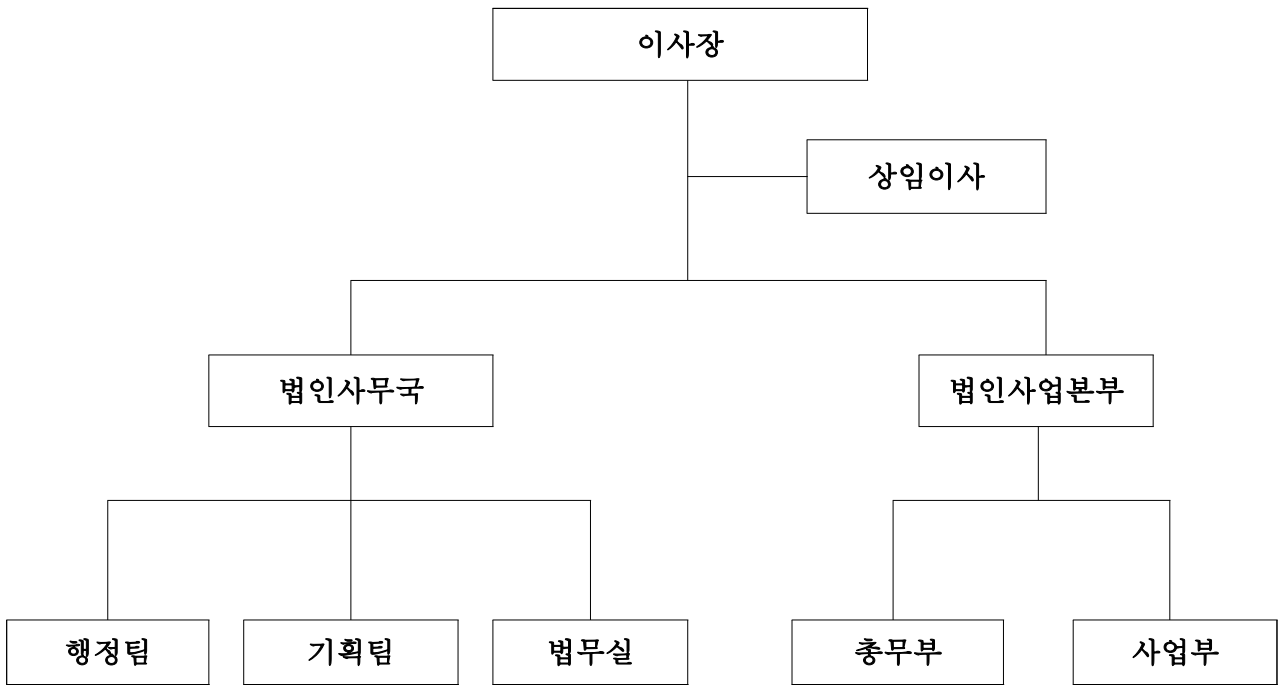 이사장
상임이사
법인사무국
법인사업본부
행정팀
기획팀
법무실
총무부
사업부